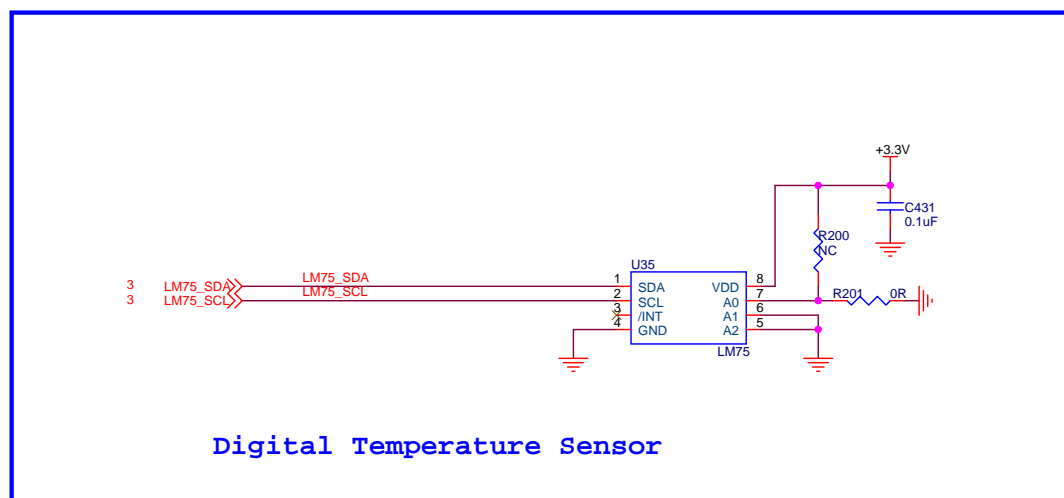 +3.3V
C431
0.1uF
R200
NC
U35
3 LM75_SDA LM75_SDA 1 SDA VDD 8
3 LM75_SCL LM75_SCL 2 SCL A0 7 R201 0R
3 /INT A1 6
4 GND A2 5
LM75
Digital Temperature Sensor